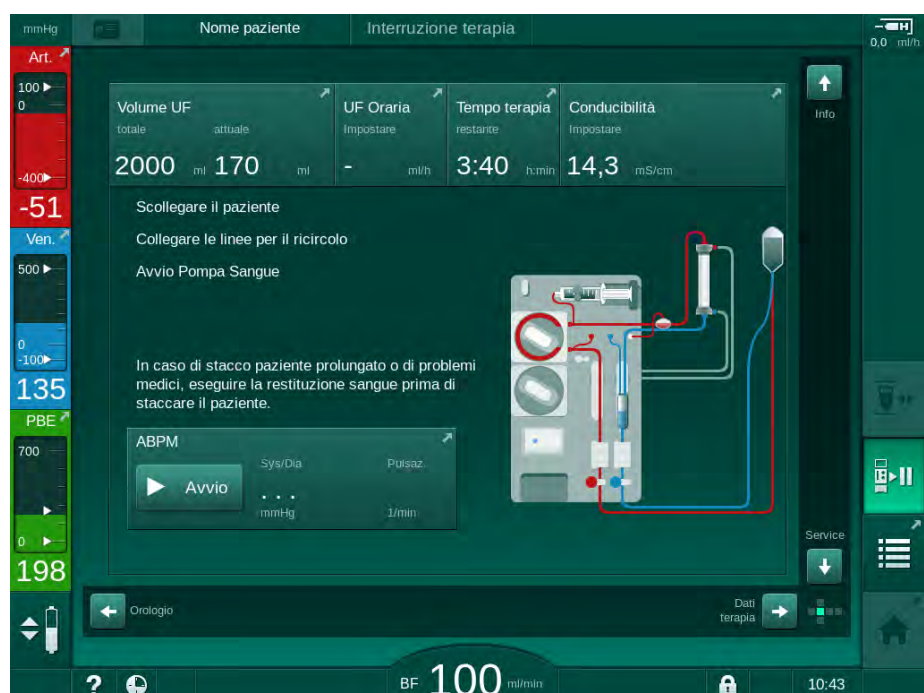 mmHg
Nome paziente
Interruzione terapia
0,0 ml/h
Art.
100
0
-400
-51
Ven.
500
0
-100
135
PBE
700
0
198
Volume UF
totale attuale
2000 ml 170 ml
UF Oraria
Impostare
- ml/h
Tempo terapia
restante
3:40 h:min
Conducibilità
Impostare
14,3 mS/cm
Info
Scollegare il paziente
Collegare le linee per il ricircolo
Avvio Pompa Sangue
In caso di stacco paziente prolungato o di problemi
medici, eseguire la restituzione sangue prima di
staccare il paziente.
ABPM
Avvio
Sys/Dia Pulsaz.
. . .
mmHg 1/min
Service
Orologio
Dati
terapia
?
BF 100 ml/min
10:43